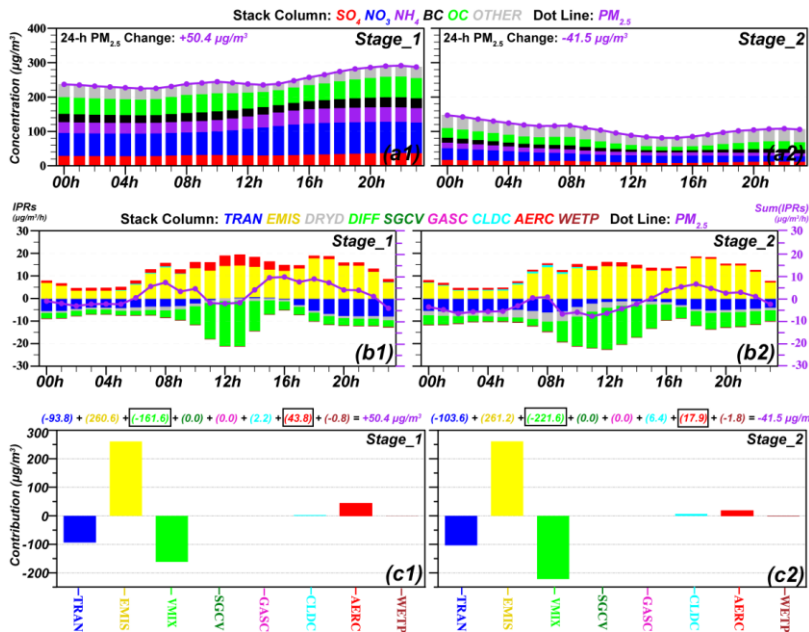 Stack Column: SO₄ NO₃ NH₄ BC OC OTHER Dot Line: PM₂.₅
Concentration (μg/m³)
400
300
200
100
0
24-h PM₂.₅ Change: +50.4 μg/m³
Stage_1
(a1)
00h 04h 08h 12h 16h 20h
24-h PM₂.₅ Change: -41.5 μg/m³
Stage_2
(a2)
00h 04h 08h 12h 16h 20h
IPRs
(μg/m³/h)
Stack Column: TRAN EMIS DRYD DIFF SGCV GASC CLDC AERC WETP Dot Line: PM₂.₅
Sum(IPRs)
(μg/m³/h)
30
20
10
0
-10
-20
-30
Stage_1
(b1)
00h 04h 08h 12h 16h 20h
Stage_2
(b2)
00h 04h 08h 12h 16h 20h
30
20
10
0
-10
-20
-30
(-93.8) + (260.6) + (-161.6) + (0.0) + (0.0) + (2.2) + (43.8) + (-0.8) = +50.4 μg/m³
(-103.6) + (261.2) + (-221.6) + (0.0) + (0.0) + (6.4) + (17.9) + (-1.8) = -41.5 μg/m³
Contribution (μg/m³)
300
200
100
0
-100
-200
Stage_1
(c1)
TRAN
EMIS
VMIX
SGCV
GASC
CLDC
AERC
WETP
Stage_2
(c2)
TRAN
EMIS
VMIX
SGCV
GASC
CLDC
AERC
WETP